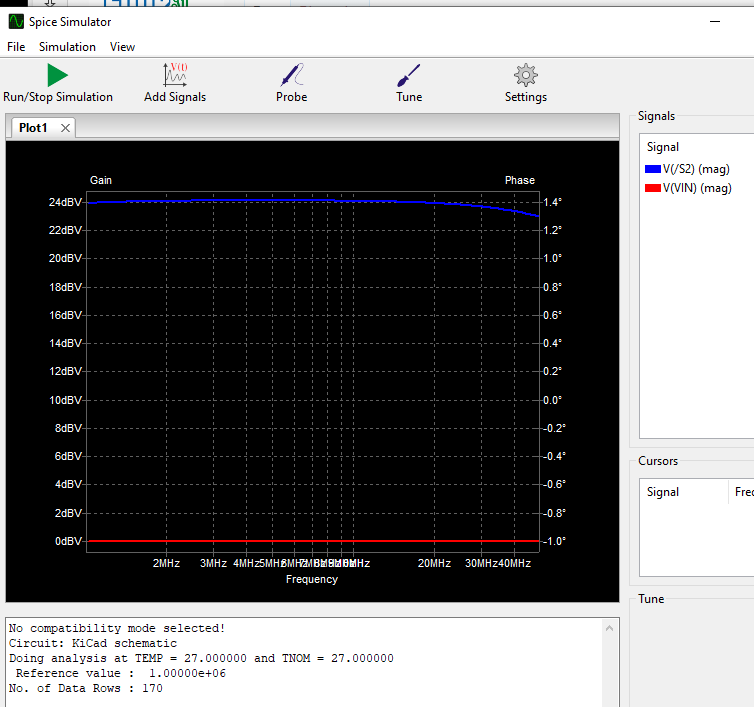 Spice Simulator
File Simulation View
Run/Stop Simulation Add Signals Probe Tune Settings
V(t)
Plot1
Gain
Phase
24dBV
22dBV
20dBV
18dBV
16dBV
14dBV
12dBV
10dBV
8dBV
6dBV
4dBV
2dBV
0dBV
1.4°
1.2°
1.0°
0.8°
0.6°
0.4°
0.2°
0.0°
-0.2°
-0.4°
-0.6°
-0.8°
-1.0°
2MHz 3MHz 4MHz 5MHz 20MHz 30MHz 40MHz
Frequency
Signals
Signal
V(/S2) (mag)
V(VIN) (mag)
Cursors
Signal
Tune
No compatibility mode selected!
Circuit: KiCad schematic
Doing analysis at TEMP = 27.000000 and TNOM = 27.000000
Reference value : 1.00000e+06
No. of Data Rows : 170